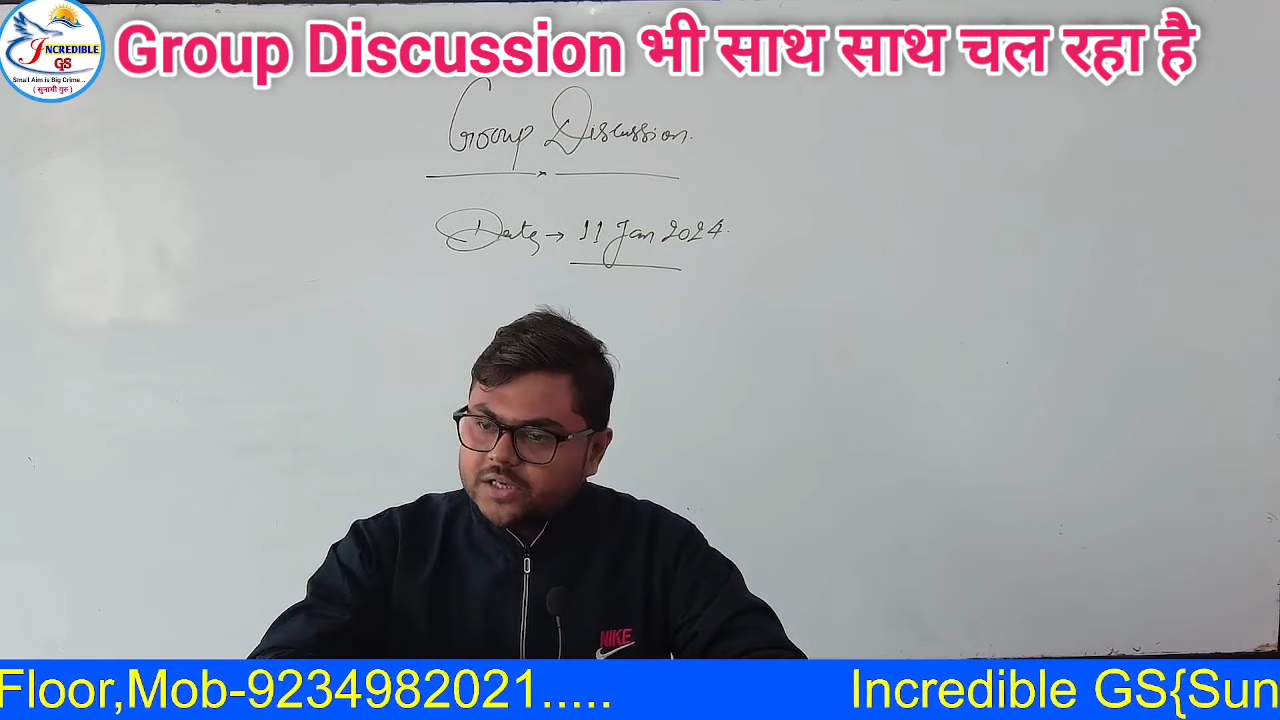 INCREDIBLE
GS
Small Aim is Big Crime...
( सुनामी गुरु )
Group Discussion भी साथ साथ चल रहा है
Group Discussion.
Date → 11 Jan 2024.
NIKE
Floor,Mob-9234982021..... Incredible GS{Sun